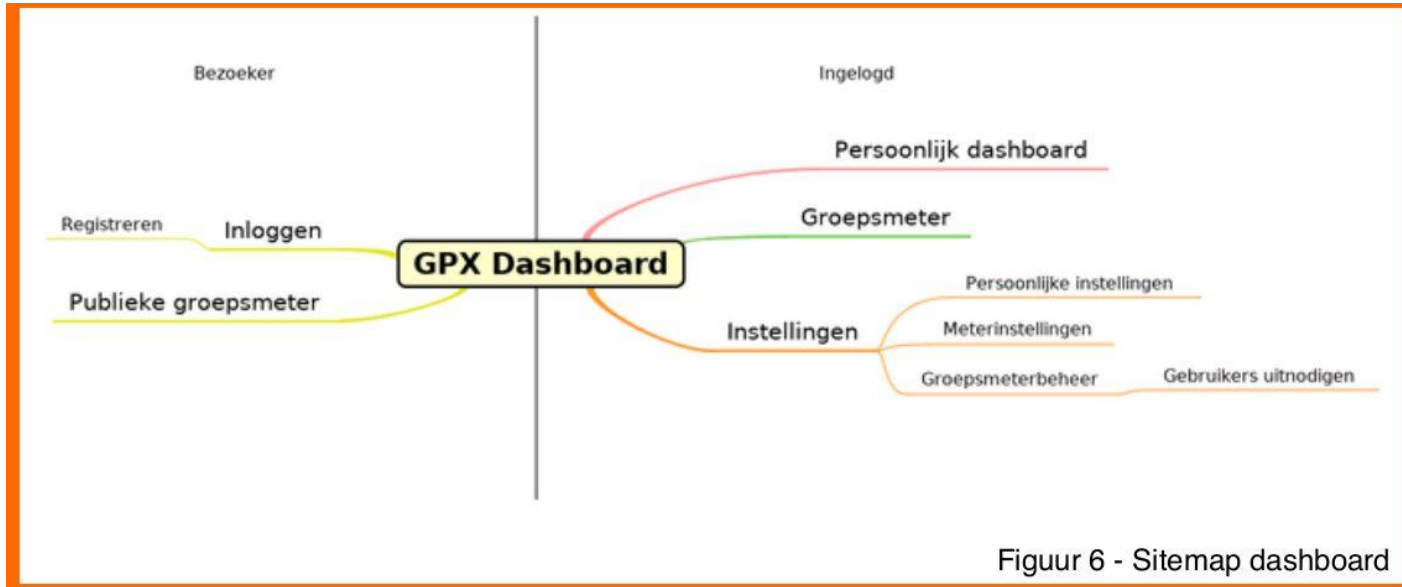 Bezoeker
Ingelogd
Persoonlijk dashboard
Registreren
Inloggen
Groepsmeter
GPX Dashboard
Publieke groepsmeter
Persoonlijke instellingen
Instellingen
Meterinstellingen
Groepsmeterbeheer
Gebruikers uitnodigen
Figuur 6 - Sitemap dashboard